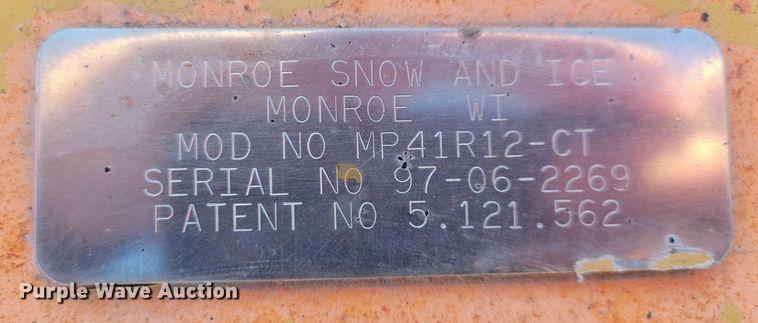 MONROE SNOW AND ICE
MONROE WI
MOD NO MP41R12-CT
SERIAL NO 97-06-2269
PATENT NO 5.121.562
Purple Wave Auction